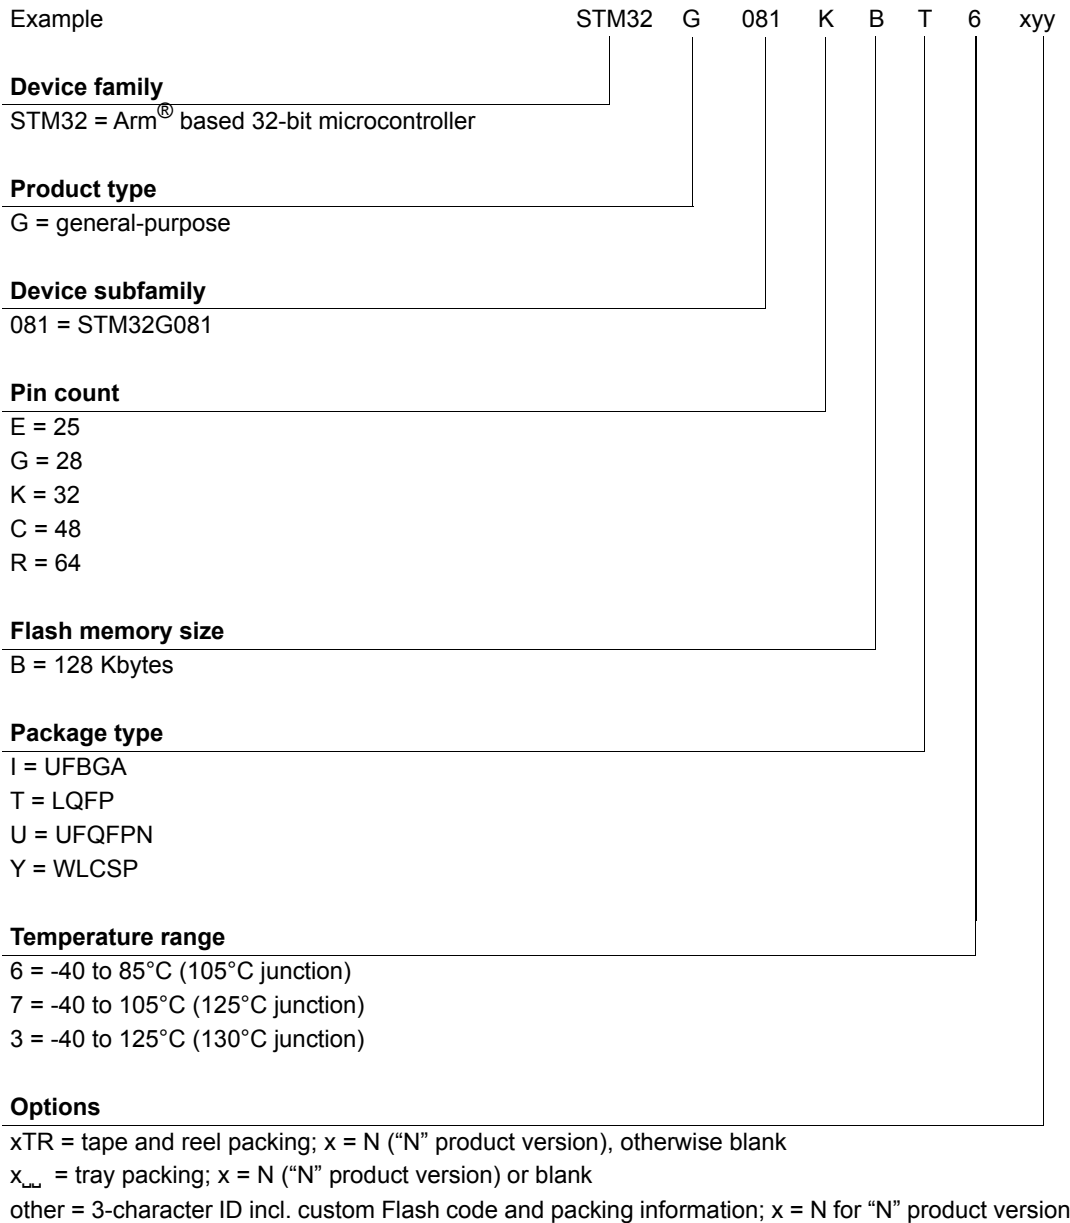 Example STM32 G 081 K B T 6 xyy
Device family
STM32 = Arm® based 32-bit microcontroller
Product type
G = general-purpose
Device subfamily
081 = STM32G081
Pin count
E = 25
G = 28
K = 32
C = 48
R = 64
Flash memory size
B = 128 Kbytes
Package type
I = UFBGA
T = LQFP
U = UFQFPN
Y = WLCSP
Temperature range
6 = -40 to 85°C (105°C junction)
7 = -40 to 105°C (125°C junction)
3 = -40 to 125°C (130°C junction)
Options
xTR = tape and reel packing; x = N (“N” product version), otherwise blank
x␣␣ = tray packing; x = N (“N” product version) or blank
other = 3-character ID incl. custom Flash code and packing information; x = N for “N” product version